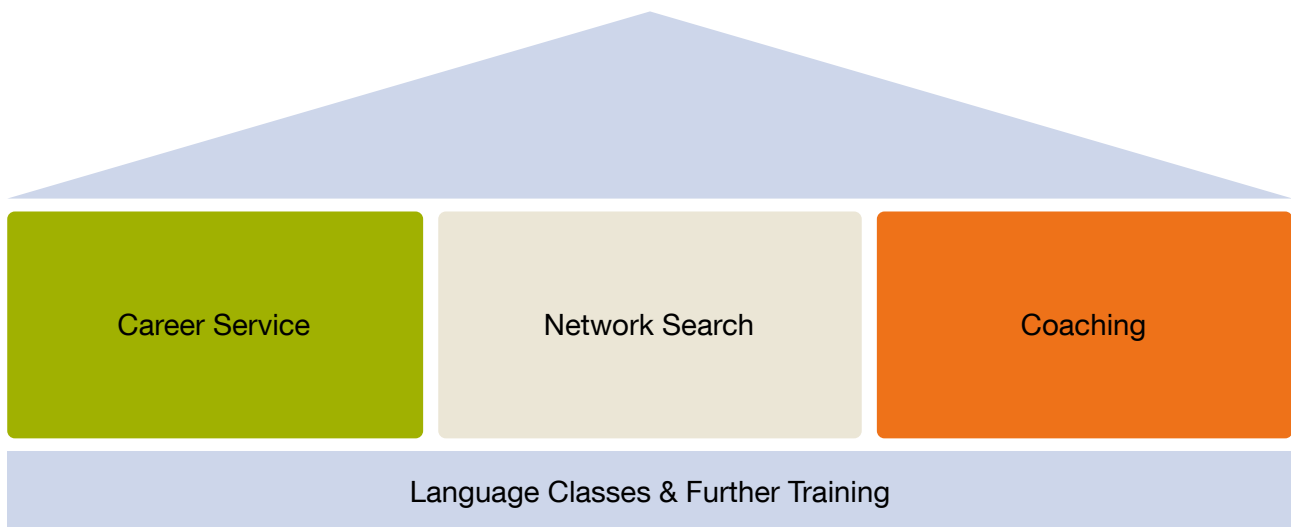 Career Service
Network Search
Coaching
Language Classes & Further Training